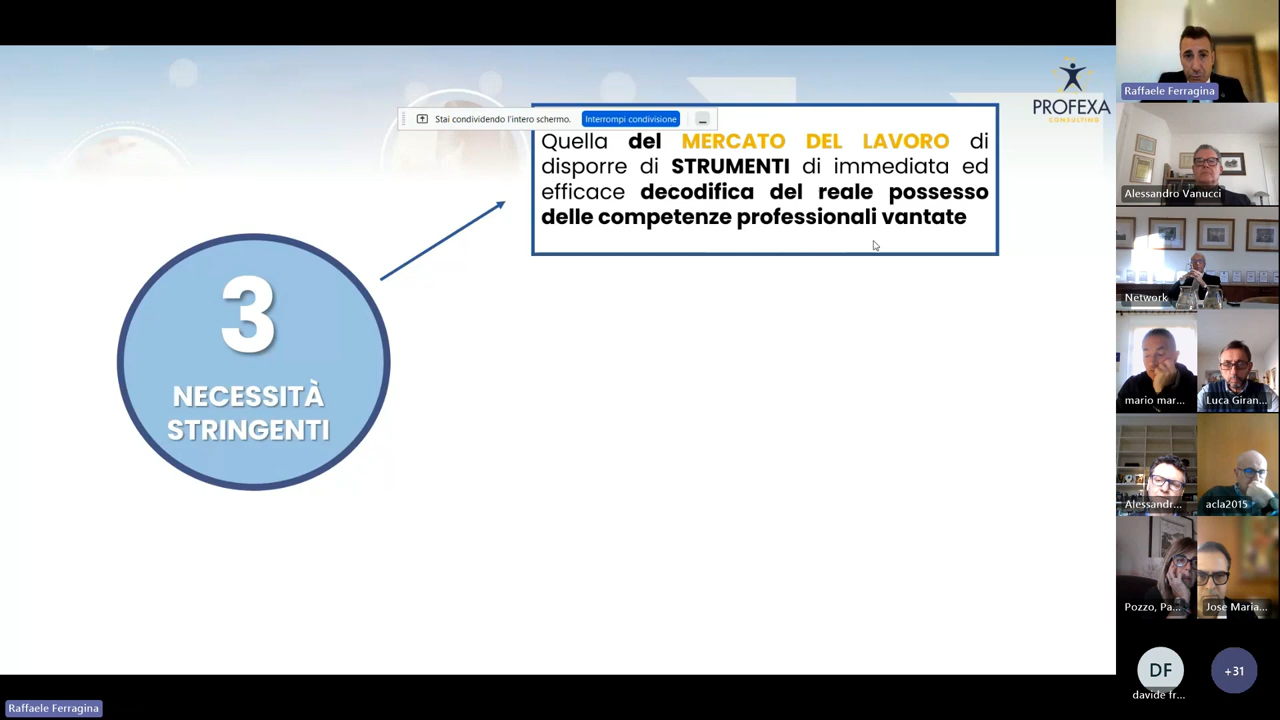 PROFEXA
CONSULTING
Stai condividendo l'intero schermo.
Interrompi condivisione
Quella del MERCATO DEL LAVORO di
disporre di STRUMENTI di immediata ed
efficace decodifica del reale possesso
delle competenze professionali vantate
3
NECESSITÀ
STRINGENTI
Raffaele Ferragina
Alessandro Vanucci
Network
mario mar...
Luca Giran...
Alessandr...
acla2015
Pozzo, Pa...
Jose Maria...
DF
davide fr...
+31
Raffaele Ferragina